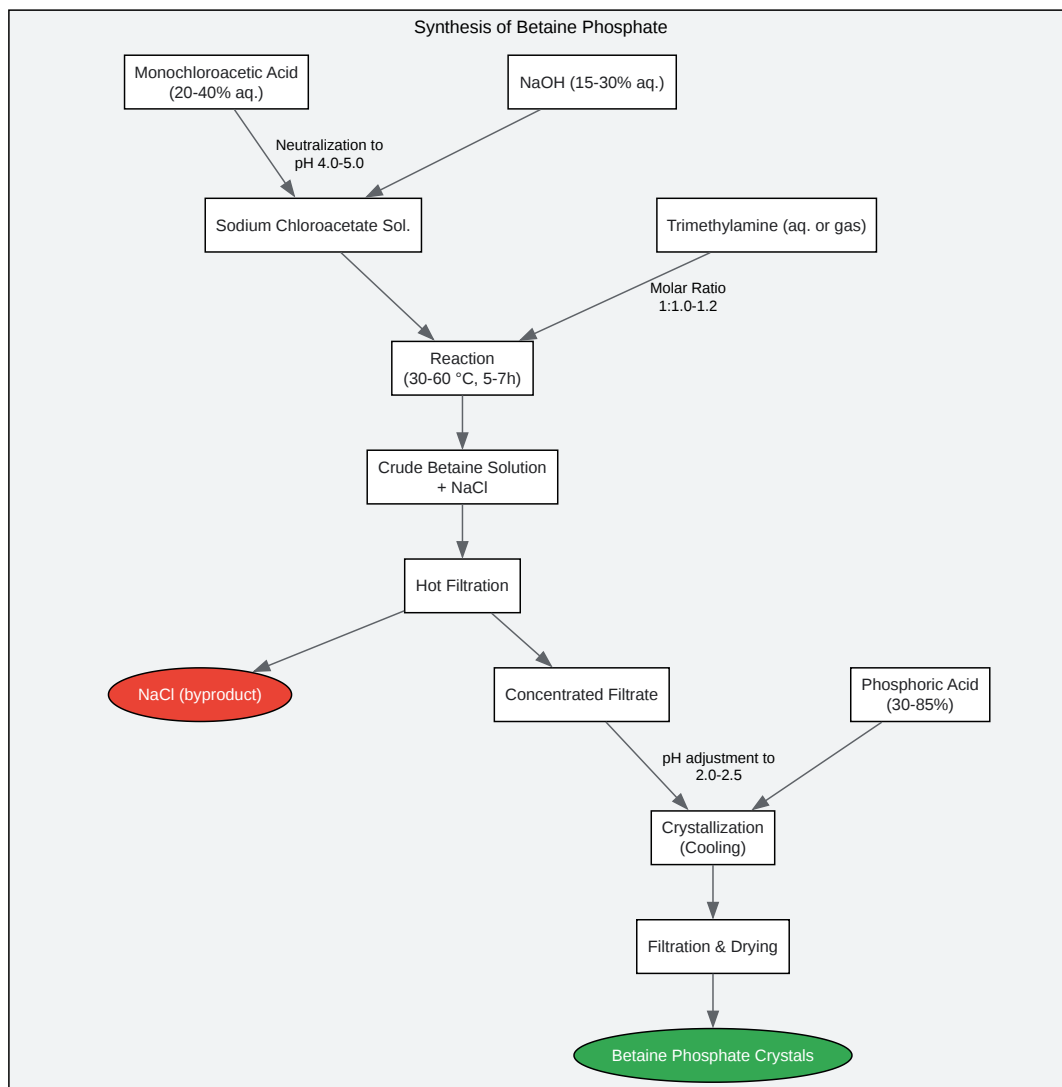 Synthesis of Betaine Phosphate
Monochloroacetic Acid
(20-40% aq.)
NaOH (15-30% aq.)
Neutralization to
pH 4.0-5.0
Sodium Chloroacetate Sol.
Trimethylamine (aq. or gas)
Molar Ratio
1:1.0-1.2
Reaction
(30-60 °C, 5-7h)
Crude Betaine Solution
+ NaCl
Hot Filtration
NaCl (byproduct)
Concentrated Filtrate
Phosphoric Acid
(30-85%)
pH adjustment to
2.0-2.5
Crystallization
(Cooling)
Filtration & Drying
Betaine Phosphate Crystals